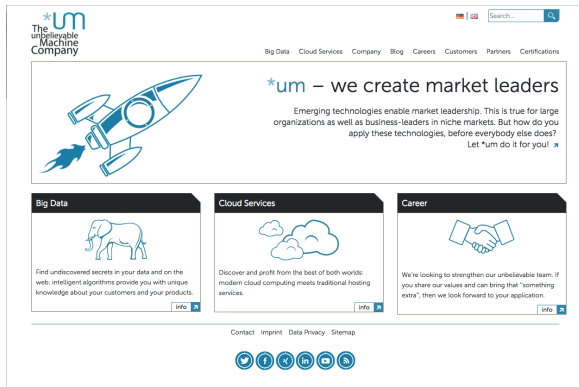 *um
The
unbelievable
Machine
Company
Search...
Big Data Cloud Services Company Blog Careers Customers Partners Certifications
*um – we create market leaders
Emerging technologies enable market leadership. This is true for large
organizations as well as business-leaders in niche markets. But how do you
apply these technologies, before everybody else does?
Let *um do it for you!
Big Data
Find undiscovered secrets in your data and on the
web: intelligent algorithms provide you with unique
knowledge about your customers and your products.
info
Cloud Services
Discover and profit from the best of both worlds:
modern cloud computing meets traditional hosting
services.
info
Career
We're looking to strengthen our unbelievable team. If
you share our values and can bring that "something
extra", then we look forward to your application.
info
Contact Imprint Data Privacy Sitemap